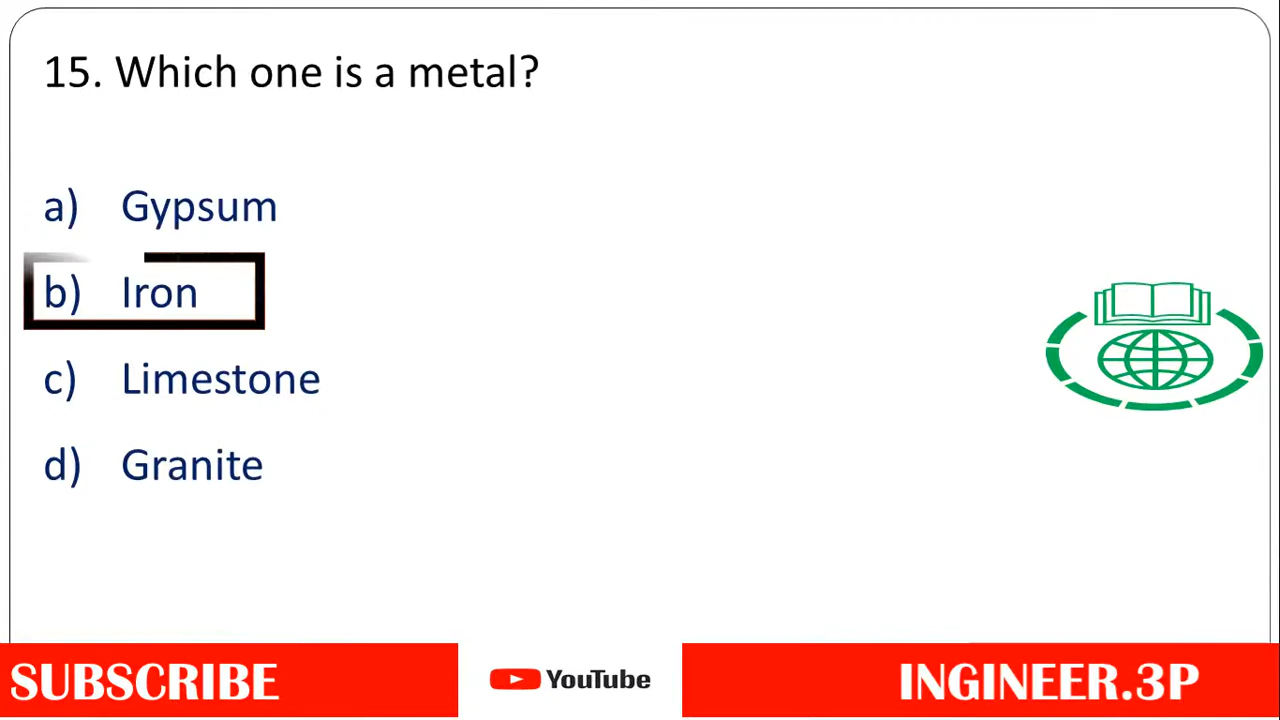 15. Which one is a metal?
a) Gypsum
b) Iron
c) Limestone
d) Granite
SUBSCRIBE YouTube INGINEER.3P